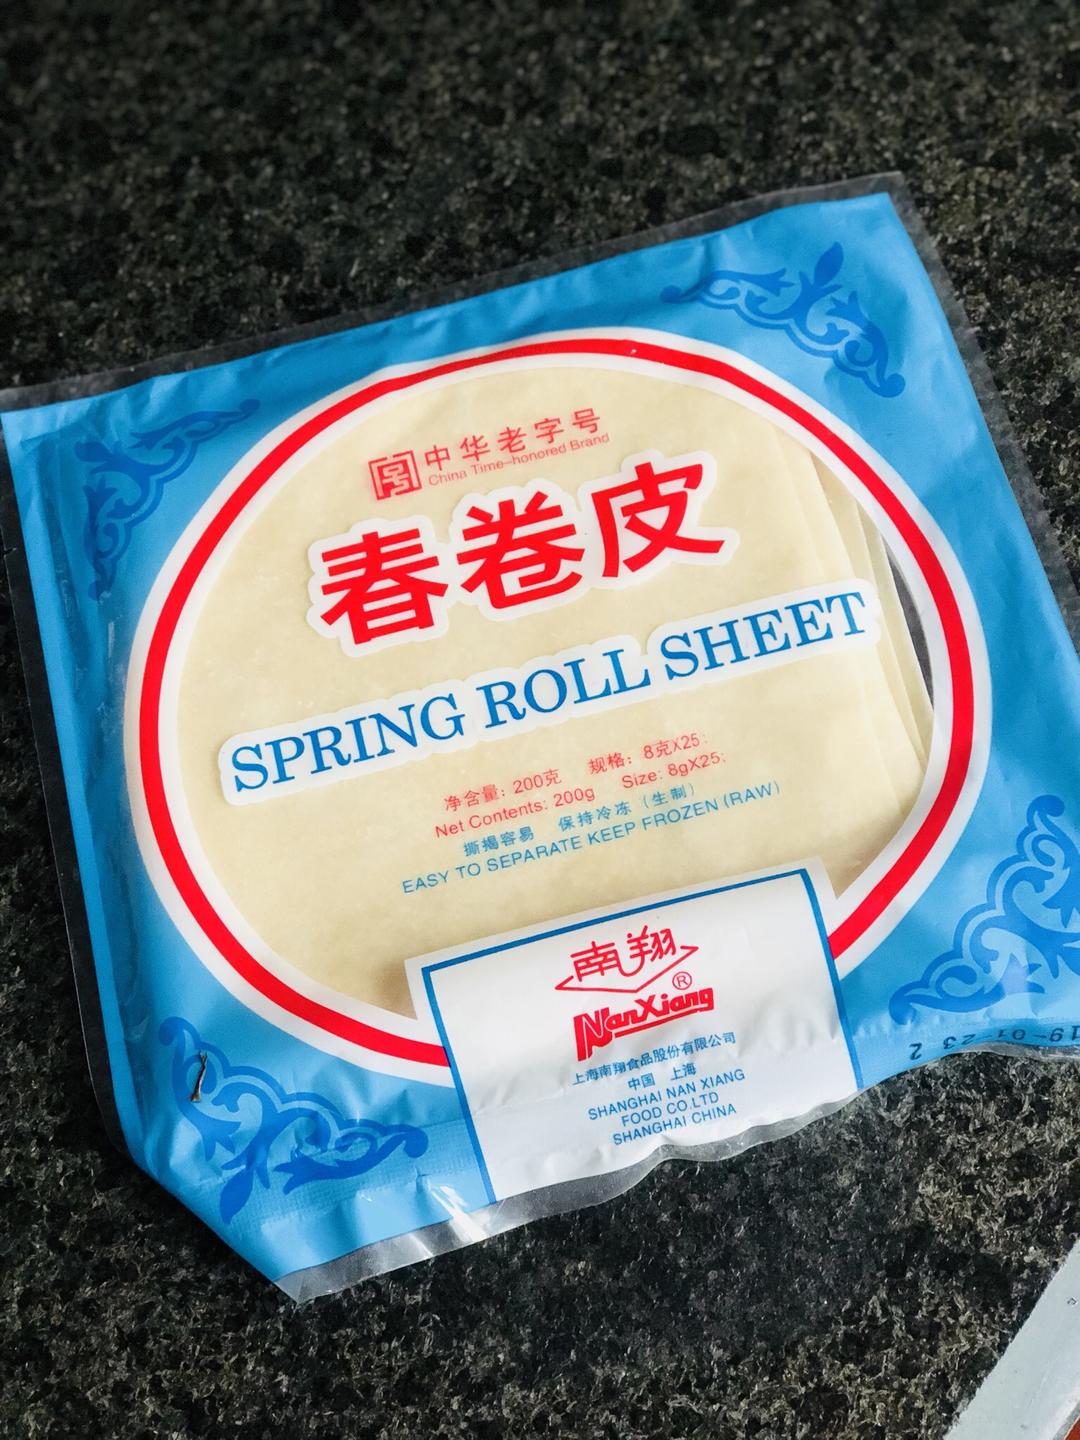 中华老字号
China Time-honored Brand
春卷皮
SPRING ROLL SHEET
净含量: 200克 规格: 8克X25:
Net Contents: 200g Size: 8gX25:
撕揭容易 保持冷冻 (生制)
EASY TO SEPARATE KEEP FROZEN (RAW)
南翔
®
NanXiang
上海南翔食品股份有限公司
中国 上海
SHANGHAI NAN XIANG
FOOD CO.LTD
SHANGHAI CHINA